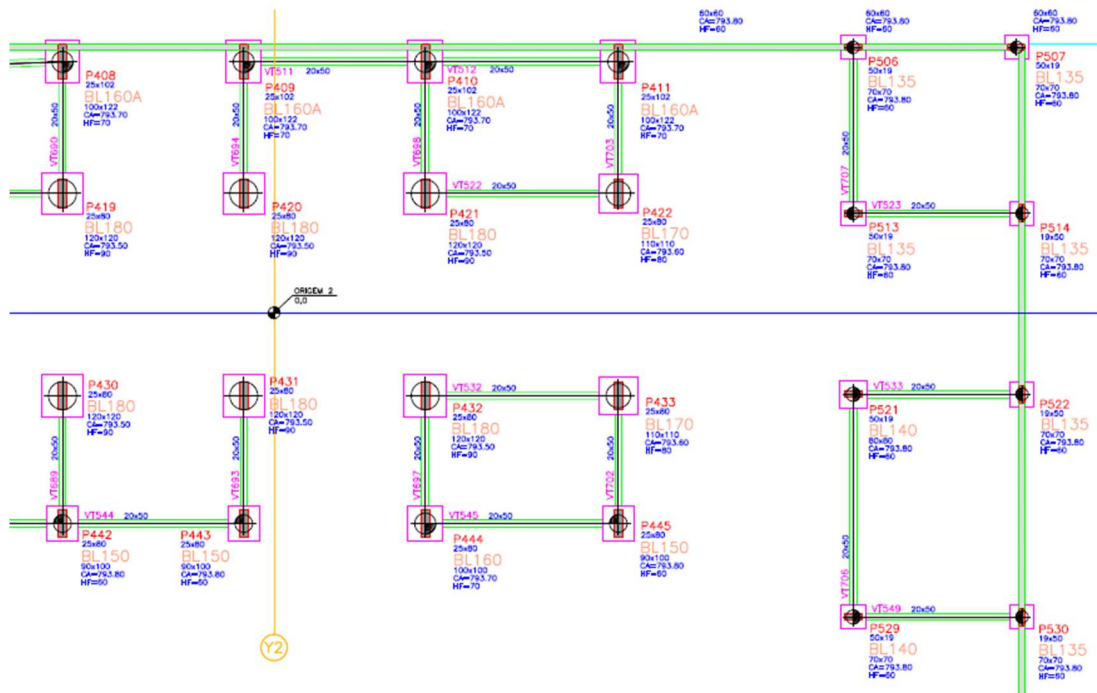 60x60
CA=793.80
HF=60
60x60
CA=793.80
HF=60
60x60
CA=793.80
HF=60
P408
25x102
BL160A
100x122
CA=793.70
HF=70
VT511 20x50
P409
25x102
BL160A
100x122
CA=793.70
HF=70
VT512 20x50
P410
25x102
BL160A
100x122
CA=793.70
HF=70
P411
25x102
BL160A
100x122
CA=793.70
HF=70
P506
50x19
BL135
70x70
CA=793.80
HF=60
P507
50x19
BL135
70x70
CA=793.80
HF=60
VT690 20x50
VT694 20x50
VT698 20x50
VT703 20x50
VT707 20x50
VT522 20x50
VT523 20x50
P419
25x80
BL180
120x120
CA=793.50
HF=90
P420
25x80
BL180
120x120
CA=793.50
HF=90
P421
25x80
BL180
120x120
CA=793.50
HF=90
P422
25x80
BL170
110x110
CA=793.60
HF=80
P513
50x19
BL135
70x70
CA=793.80
HF=60
P514
19x50
BL135
70x70
CA=793.80
HF=60
ORIGEM 2
0,0
P430
25x80
BL180
120x120
CA=793.50
HF=90
P431
25x80
BL180
120x120
CA=793.50
HF=90
VT532 20x50
P432
25x80
BL180
120x120
CA=793.50
HF=90
P433
25x80
BL170
110x110
CA=793.60
HF=80
VT533 20x50
P521
50x19
BL140
80x80
CA=793.80
HF=60
P522
19x50
BL135
70x70
CA=793.80
HF=60
VT689 20x50
VT693 20x50
VT697 20x50
VT702 20x50
VT706 20x50
VT544 20x50
VT545 20x50
P442
25x80
BL150
90x100
CA=793.80
HF=60
P443
25x80
BL150
90x100
CA=793.80
HF=60
P444
25x80
BL160
100x100
CA=793.70
HF=70
P445
25x80
BL150
90x100
CA=793.80
HF=60
VT549 20x50
P529
50x19
BL140
70x70
CA=793.80
HF=60
P530
19x50
BL135
70x70
CA=793.80
HF=60
Y2